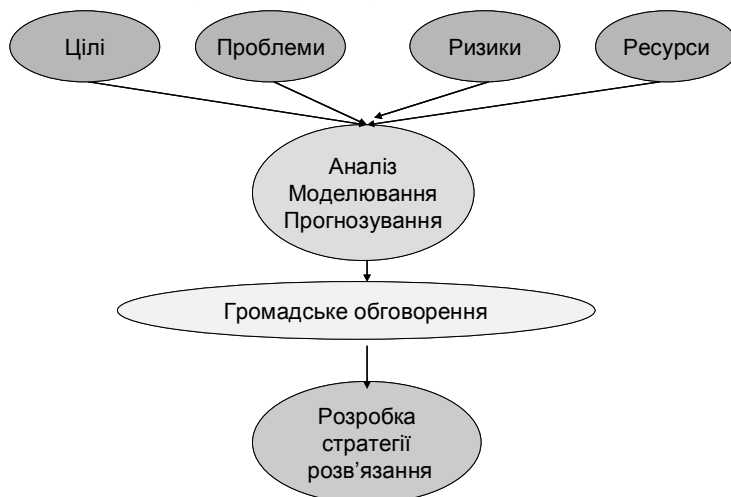 Цілі
Проблеми
Ризики
Ресурси
Аналіз
Моделювання
Прогнозування
Громадське обговорення
Розробка
стратегії
розв’язання